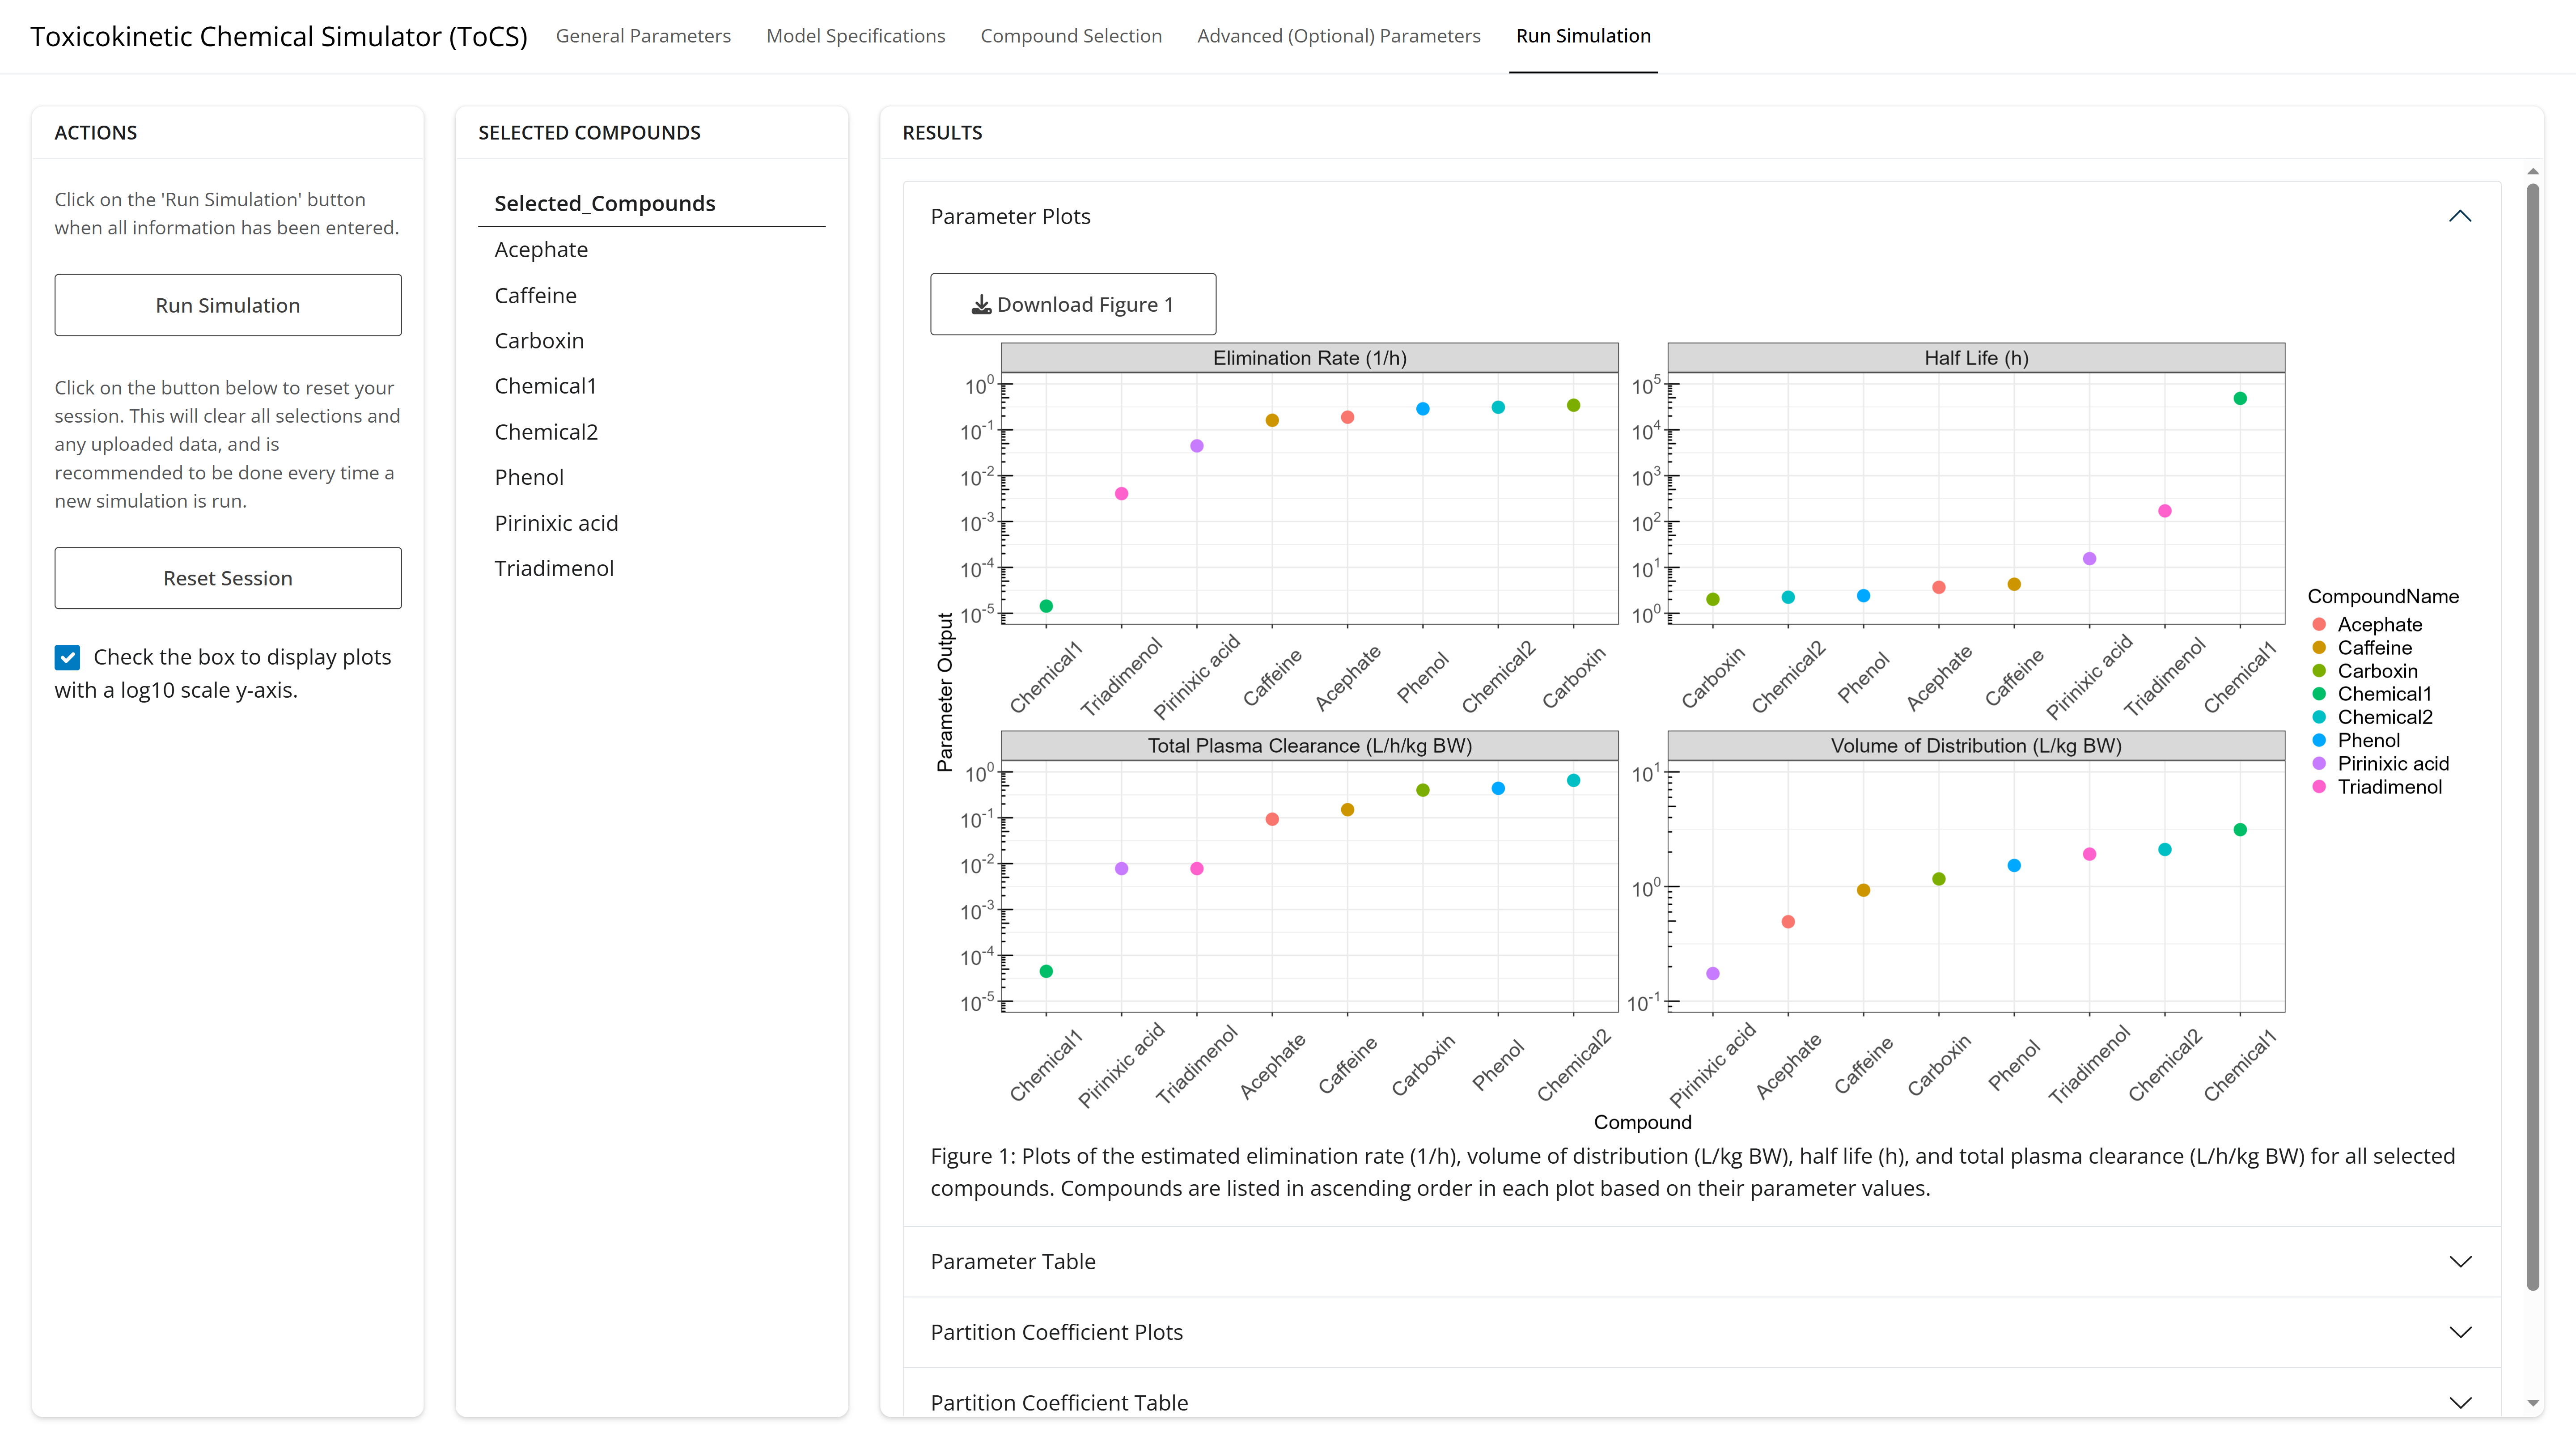 Toxicokinetic Chemical Simulator (ToCS)
General Parameters
Model Specifications
Compound Selection
Advanced (Optional) Parameters
Run Simulation
ACTIONS
Click on the 'Run Simulation' button
when all information has been entered.
Run Simulation
Click on the button below to reset your
session. This will clear all selections and
any uploaded data, and is
recommended to be done every time a
new simulation is run.
Reset Session
Check the box to display plots
with a log10 scale y-axis.
SELECTED COMPOUNDS
Selected_Compounds
Acephate
Caffeine
Carboxin
Chemical1
Chemical2
Phenol
Pirinixic acid
Triadimenol
RESULTS
Parameter Plots
Download Figure 1
Parameter Output
Elimination Rate (1/h)
10^0
10^-1
10^-2
10^-3
10^-4
10^-5
Chemical1
Triadimenol
Pirinixic acid
Caffeine
Acephate
Phenol
Chemical2
Carboxin
Half Life (h)
10^5
10^4
10^3
10^2
10^1
10^0
Carboxin
Chemical2
Phenol
Acephate
Caffeine
Pirinixic acid
Triadimenol
Chemical1
Total Plasma Clearance (L/h/kg BW)
10^0
10^-1
10^-2
10^-3
10^-4
10^-5
Chemical1
Pirinixic acid
Triadimenol
Acephate
Caffeine
Carboxin
Phenol
Chemical2
Volume of Distribution (L/kg BW)
10^1
10^0
10^-1
Pirinixic acid
Acephate
Caffeine
Carboxin
Phenol
Triadimenol
Chemical2
Chemical1
Compound
CompoundName
Acephate
Caffeine
Carboxin
Chemical1
Chemical2
Phenol
Pirinixic acid
Triadimenol
Figure 1: Plots of the estimated elimination rate (1/h), volume of distribution (L/kg BW), half life (h), and total plasma clearance (L/h/kg BW) for all selected
compounds. Compounds are listed in ascending order in each plot based on their parameter values.
Parameter Table
Partition Coefficient Plots
Partition Coefficient Table